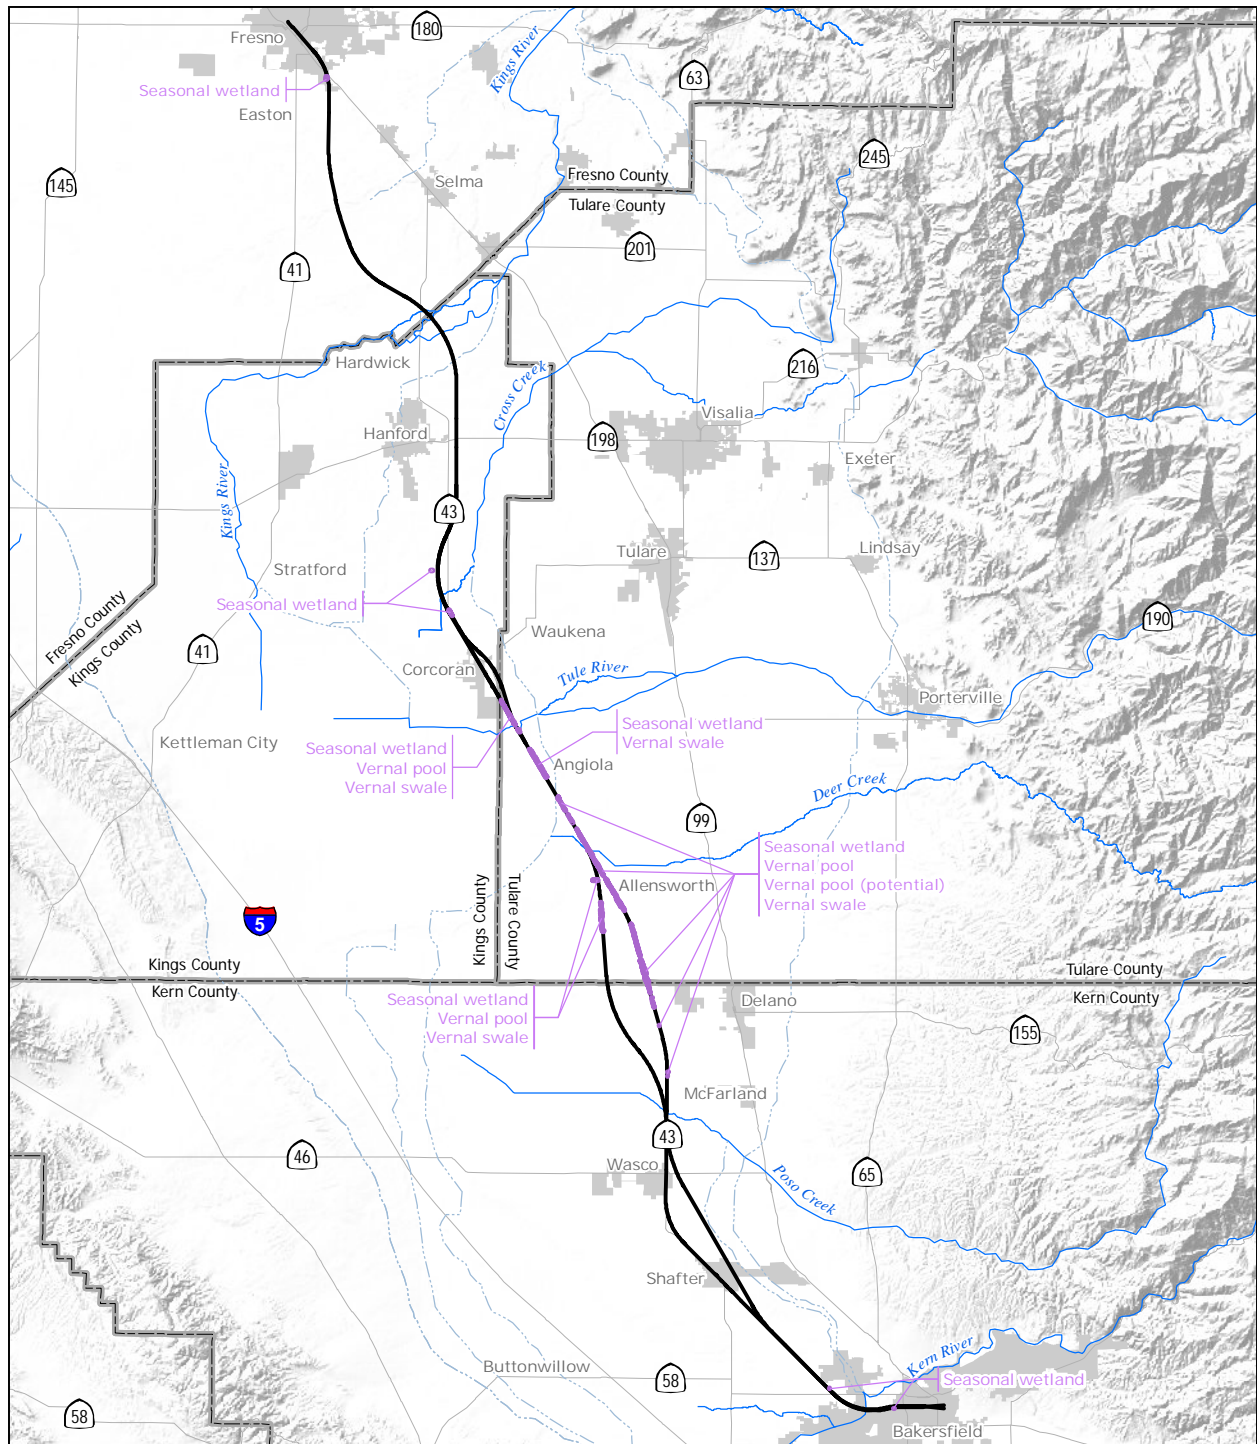 180
Fresno
Kings River
63
Seasonal wetland
Easton
245
145
Selma
Fresno County
Tulare County
201
41
Hardwick
216
Cross Creek
Visalia
Hanford
198
Exeter
Kings River
43
Tulare
137
Lindsay
Stratford
Seasonal wetland
Fresno County
Kings County
190
Waukena
41
Corcoran
Tule River
Porterville
Seasonal wetland
Vernal swale
Kettleman City
Seasonal wetland
Vernal pool
Vernal swale
Angiola
Deer Creek
99
Seasonal wetland
Vernal pool
Vernal pool (potential)
Vernal swale
Allensworth
Kings County
Tulare County
5
Kings County
Kern County
Tulare County
Kern County
Seasonal wetland
Vernal pool
Vernal swale
Delano
155
McFarland
43
46
Wasco
65
Poso Creek
Shafter
Kern River
Buttonwillow
58
Seasonal wetland
58
Bakersfield